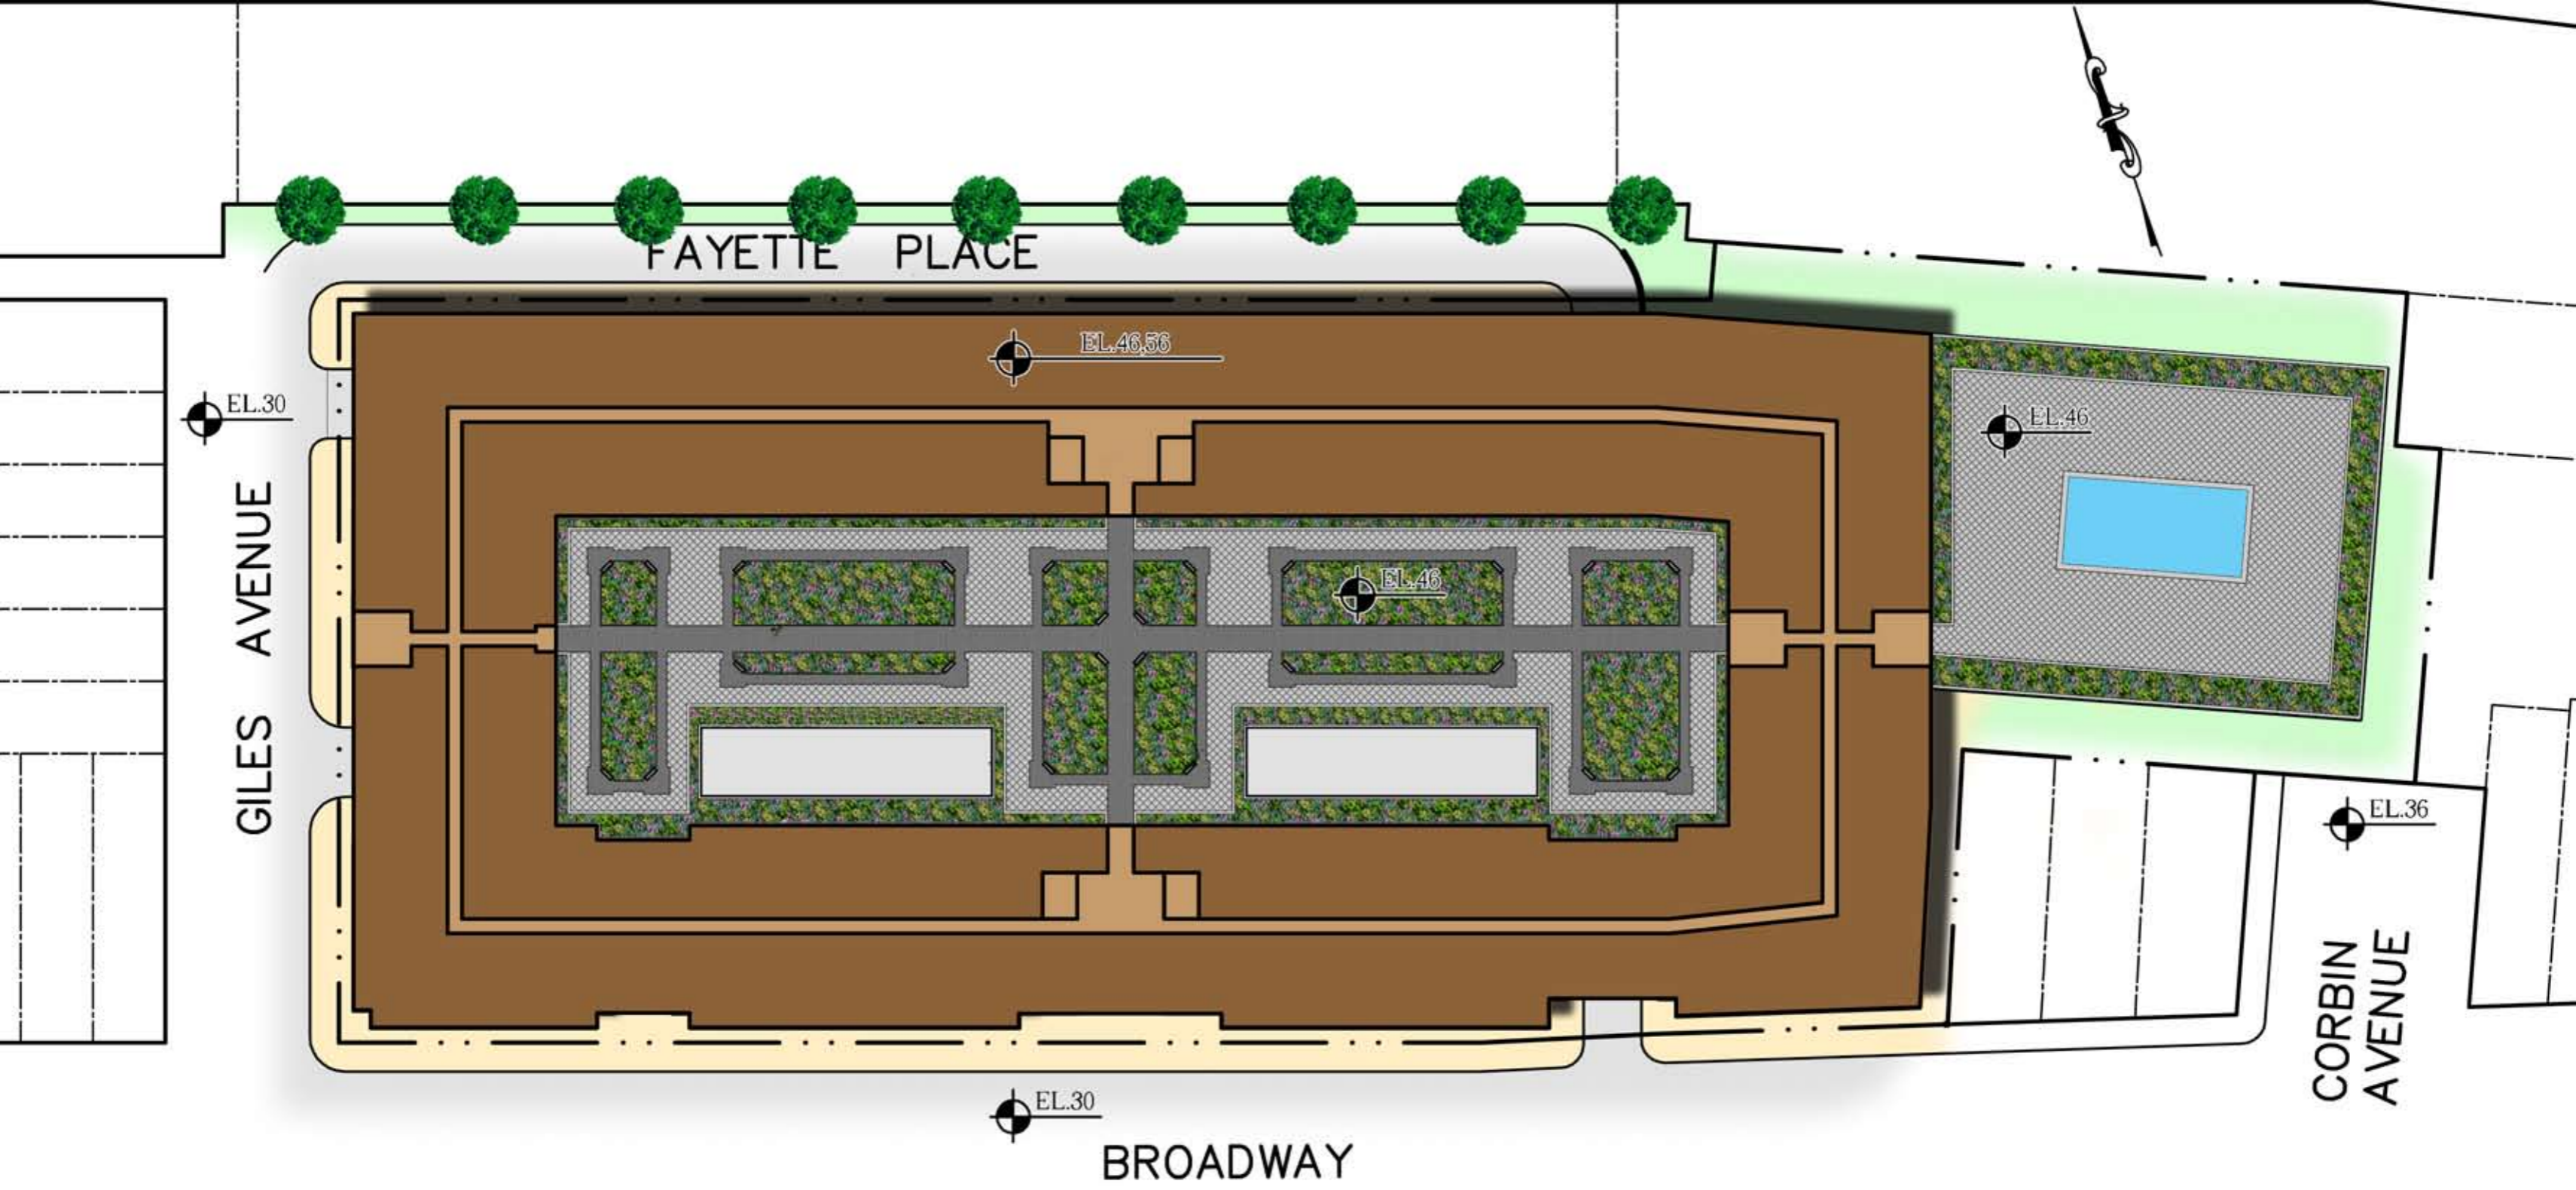 FAYETTE PLACE
EL.46,56
EL.30
EL.46
GILES AVENUE
EL.46
EL.36
CORBIN
AVENUE
EL.30
BROADWAY